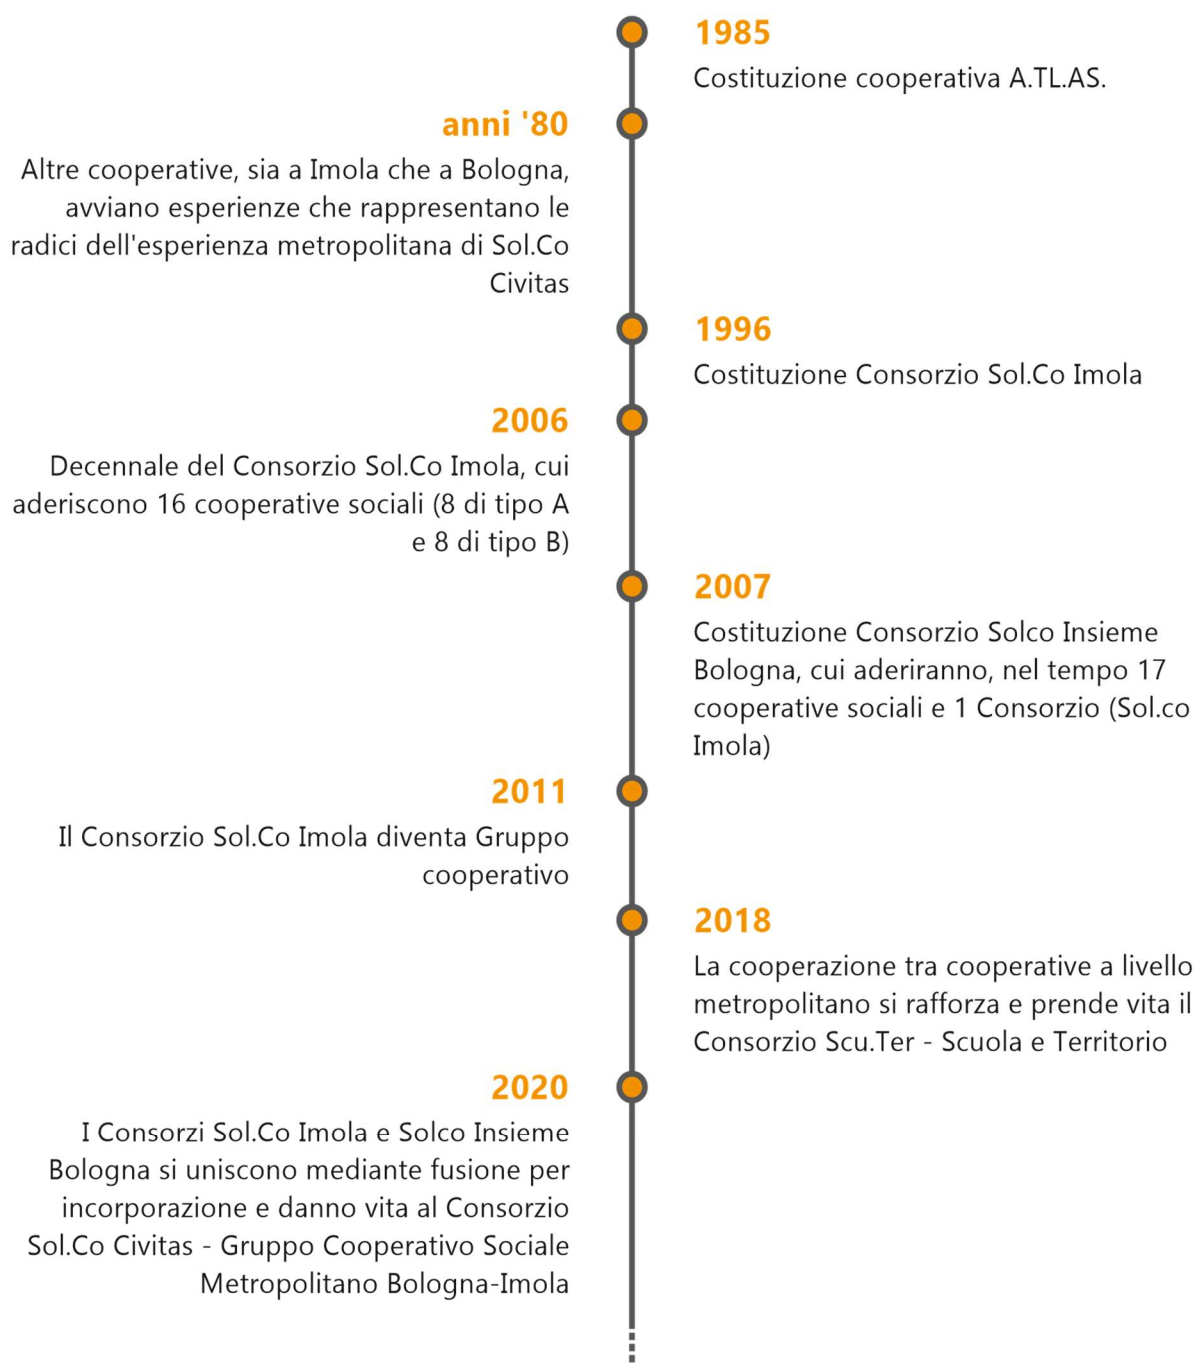 1985
Costituzione cooperativa A.TL.AS.
anni '80
Altre cooperative, sia a Imola che a Bologna,
avviano esperienze che rappresentano le
radici dell'esperienza metropolitana di Sol.Co
Civitas
1996
Costituzione Consorzio Sol.Co Imola
2006
Decennale del Consorzio Sol.Co Imola, cui
aderiscono 16 cooperative sociali (8 di tipo A
e 8 di tipo B)
2007
Costituzione Consorzio Solco Insieme
Bologna, cui aderiranno, nel tempo 17
cooperative sociali e 1 Consorzio (Sol.co
Imola)
2011
Il Consorzio Sol.Co Imola diventa Gruppo
cooperativo
2018
La cooperazione tra cooperative a livello
metropolitano si rafforza e prende vita il
Consorzio Scu.Ter - Scuola e Territorio
2020
I Consorzi Sol.Co Imola e Solco Insieme
Bologna si uniscono mediante fusione per
incorporazione e danno vita al Consorzio
Sol.Co Civitas - Gruppo Cooperativo Sociale
Metropolitano Bologna-Imola